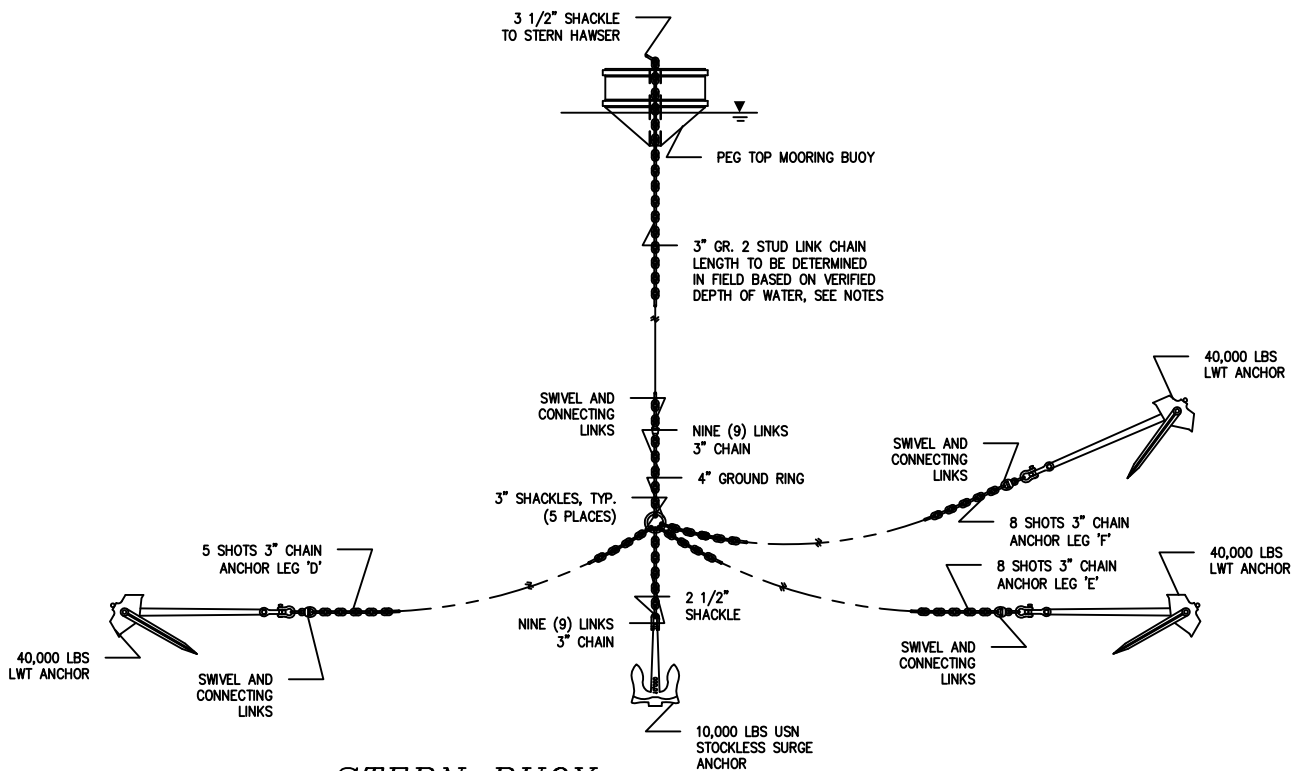 3 1/2" SHACKLE
TO STERN HAWSER
PEG TOP MOORING BUOY
3" GR. 2 STUD LINK CHAIN
LENGTH TO BE DETERMINED
IN FIELD BASED ON VERIFIED
DEPTH OF WATER, SEE NOTES
40,000 LBS
LWT ANCHOR
SWIVEL AND
CONNECTING
LINKS
NINE (9) LINKS
3" CHAIN
SWIVEL AND
CONNECTING
LINKS
4" GROUND RING
3" SHACKLES, TYP.
(5 PLACES)
8 SHOTS 3" CHAIN
ANCHOR LEG 'F'
5 SHOTS 3" CHAIN
ANCHOR LEG 'D'
8 SHOTS 3" CHAIN
ANCHOR LEG 'E'
40,000 LBS
LWT ANCHOR
2 1/2"
SHACKLE
NINE (9) LINKS
3" CHAIN
SWIVEL AND
CONNECTING
LINKS
40,000 LBS
LWT ANCHOR
SWIVEL AND
CONNECTING
LINKS
10,000 LBS USN
STOCKLESS SURGE
ANCHOR
STERN BUOY